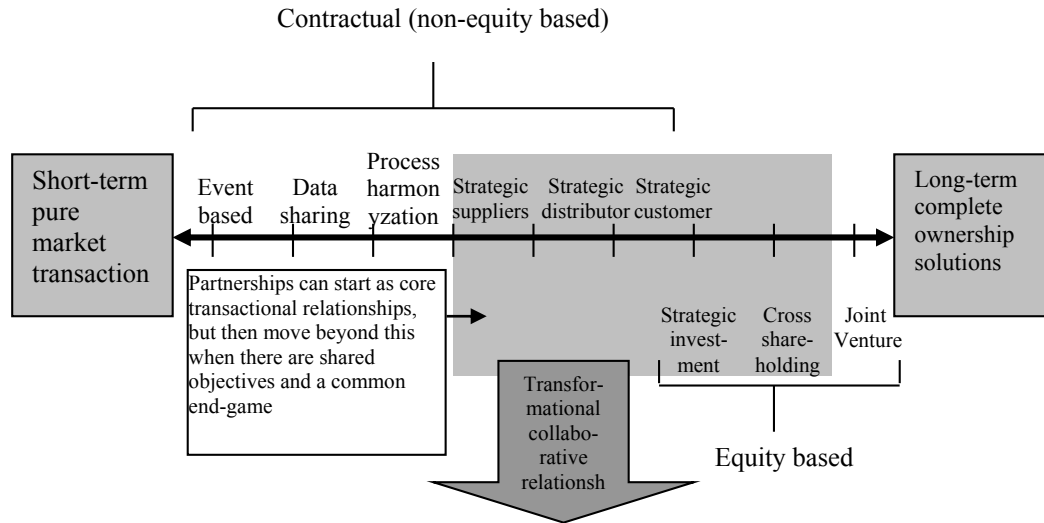 Contractual (non-equity based)
Short-term
pure
market
transaction
Event
based
Data
sharing
Process
harmon
yzation
Strategic
suppliers
Strategic
distributor
Strategic
customer
Long-term
complete
ownership
solutions
Partnerships can start as core
transactional relationships,
but then move beyond this
when there are shared
objectives and a common
end-game
Strategic
invest-
ment
Cross
share-
holding
Joint
Venture
Transfor-
mational
collabo-
rative
relationsh
Equity based